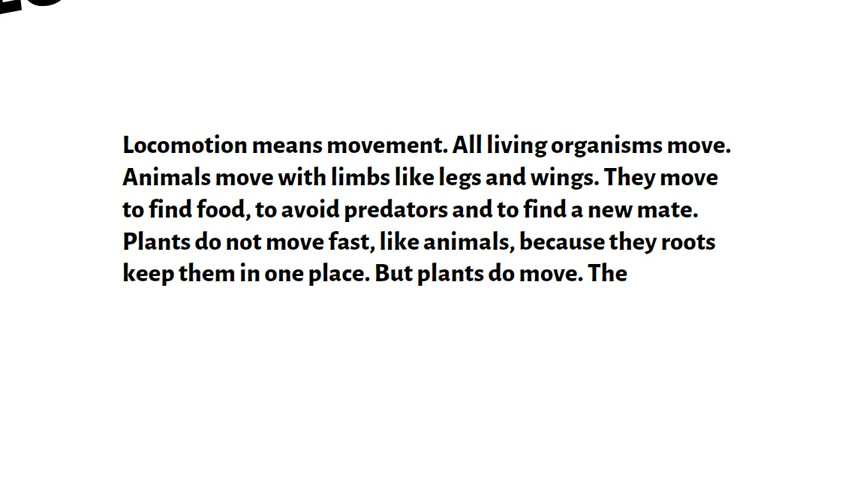 Locomotion means movement. All living organisms move.
Animals move with limbs like legs and wings. They move
to find food, to avoid predators and to find a new mate.
Plants do not move fast, like animals, because they roots
keep them in one place. But plants do move. The